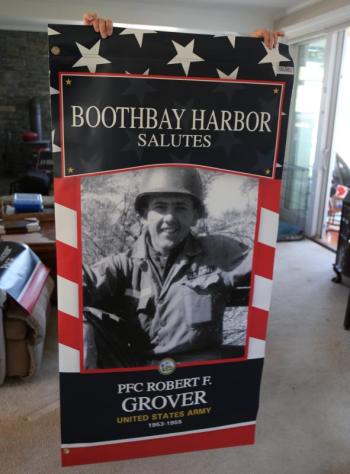 BOOTHBAY HARBOR
SALUTES
PFC ROBERT F.
GROVER
UNITED STATES ARMY
1953-1955